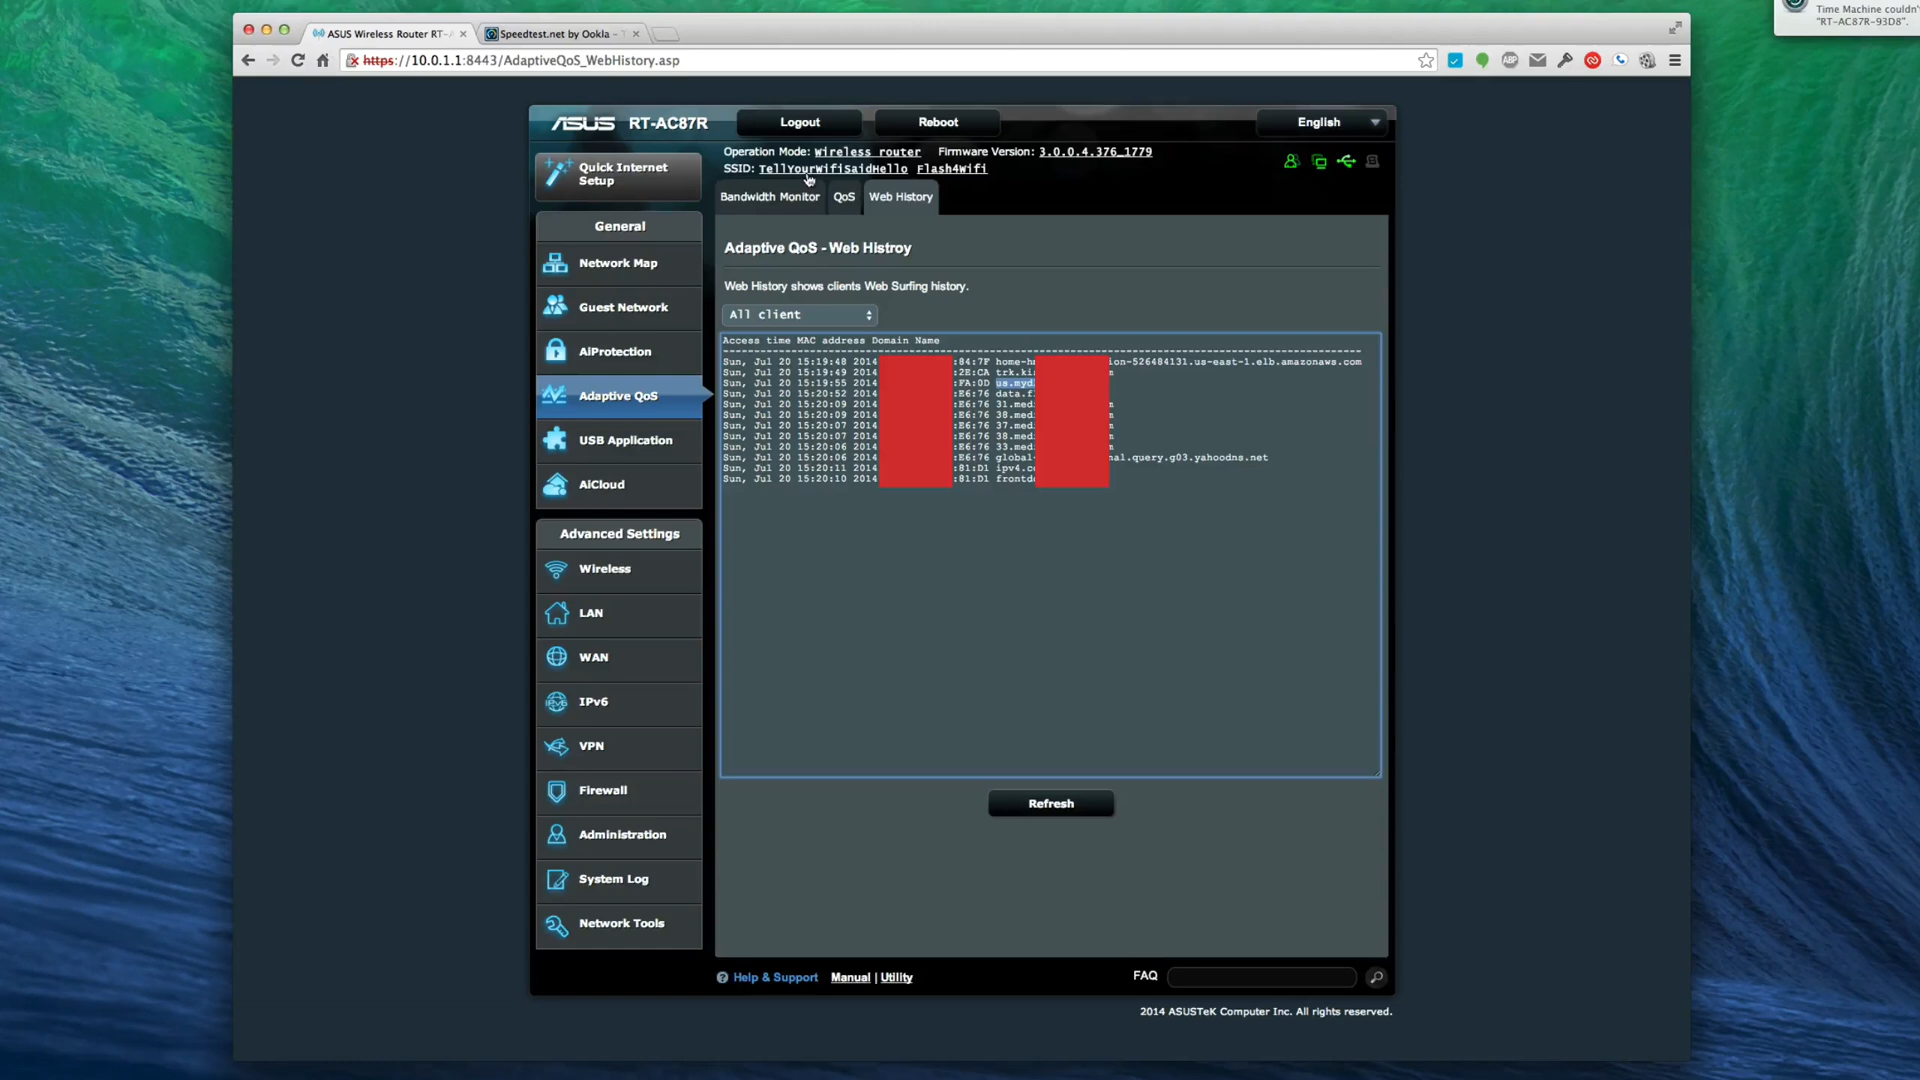 ASUS Wireless Router RT-A
Speedtest.net by Ookla – T
Time Machine couldn'
"RT-AC87R-93D8".
https://10.0.1.1:8443/AdaptiveQoS_WebHistory.asp
ABP
ASUS RT-AC87R
Logout
Reboot
English
Operation Mode: Wireless router Firmware Version: 3.0.0.4.376_1779
SSID: TellYourWifiSaidHello Flash4Wifi
Quick Internet
Setup
Bandwidth Monitor
QoS
Web History
General
Network Map
Guest Network
AiProtection
Adaptive QoS
USB Application
AiCloud
Advanced Settings
Wireless
LAN
WAN
IPv6
VPN
Firewall
Administration
System Log
Network Tools
Adaptive QoS - Web Histroy
Web History shows clients Web Surfing history.
All client
Access time MAC address Domain Name
Sun, Jul 20 15:19:48 2014 :84:7F home-h ion-526484131.us-east-1.elb.amazonaws.com
Sun, Jul 20 15:19:49 2014 :2E:CA trk.ki m
Sun, Jul 20 15:19:55 2014 :FA:0D us.myd
Sun, Jul 20 15:20:52 2014 :E6:76 data.f
Sun, Jul 20 15:20:09 2014 :E6:76 31.med m
Sun, Jul 20 15:20:09 2014 :E6:76 38.med m
Sun, Jul 20 15:20:07 2014 :E6:76 37.med m
Sun, Jul 20 15:20:07 2014 :E6:76 38.med m
Sun, Jul 20 15:20:06 2014 :E6:76 33.med m
Sun, Jul 20 15:20:06 2014 :E6:76 global- nal.query.g03.yahoodns.net
Sun, Jul 20 15:20:11 2014 :81:D1 ipv4.c
Sun, Jul 20 15:20:10 2014 :81:D1 frontd
Refresh
Help & Support Manual | Utility
FAQ
2014 ASUSTeK Computer Inc. All rights reserved.